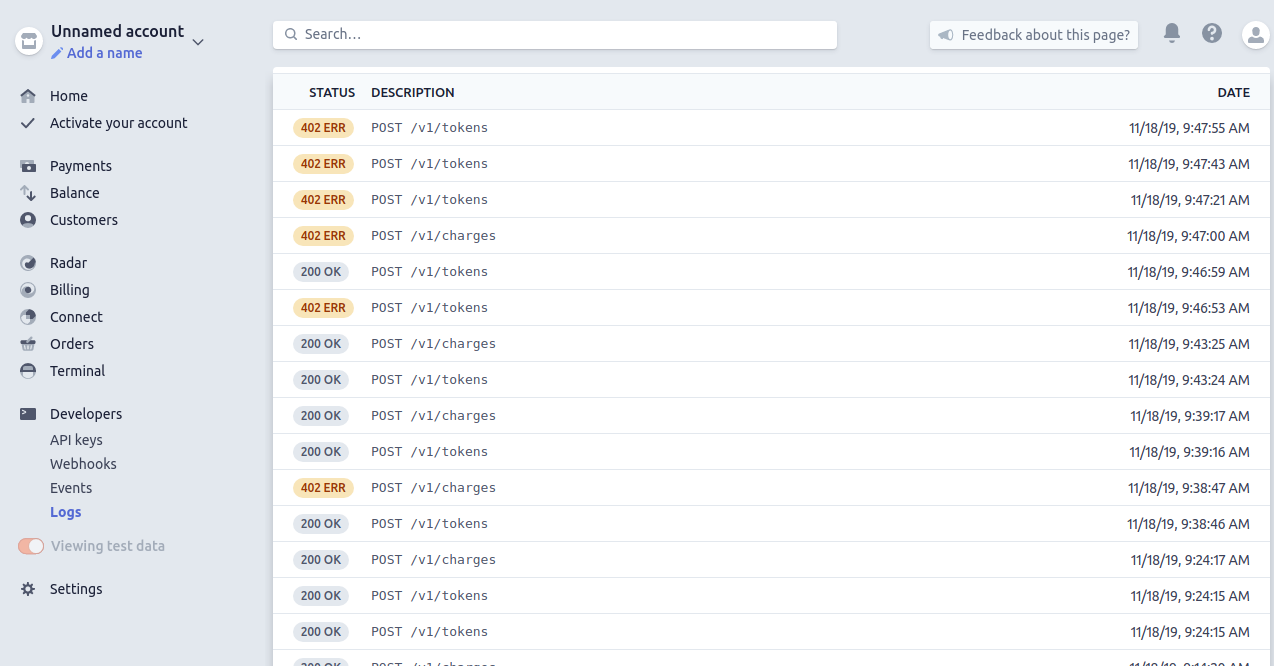 Unnamed account
Add a name
Search…
Feedback about this page?
Home
Activate your account
Payments
Balance
Customers
Radar
Billing
Connect
Orders
Terminal
Developers
API keys
Webhooks
Events
Logs
Viewing test data
Settings
STATUS DESCRIPTION DATE
402 ERR POST /v1/tokens 11/18/19, 9:47:55 AM
402 ERR POST /v1/tokens 11/18/19, 9:47:43 AM
402 ERR POST /v1/tokens 11/18/19, 9:47:21 AM
402 ERR POST /v1/charges 11/18/19, 9:47:00 AM
200 OK POST /v1/tokens 11/18/19, 9:46:59 AM
402 ERR POST /v1/tokens 11/18/19, 9:46:53 AM
200 OK POST /v1/charges 11/18/19, 9:43:25 AM
200 OK POST /v1/tokens 11/18/19, 9:43:24 AM
200 OK POST /v1/charges 11/18/19, 9:39:17 AM
200 OK POST /v1/tokens 11/18/19, 9:39:16 AM
402 ERR POST /v1/charges 11/18/19, 9:38:47 AM
200 OK POST /v1/tokens 11/18/19, 9:38:46 AM
200 OK POST /v1/charges 11/18/19, 9:24:17 AM
200 OK POST /v1/tokens 11/18/19, 9:24:15 AM
200 OK POST /v1/tokens 11/18/19, 9:24:15 AM